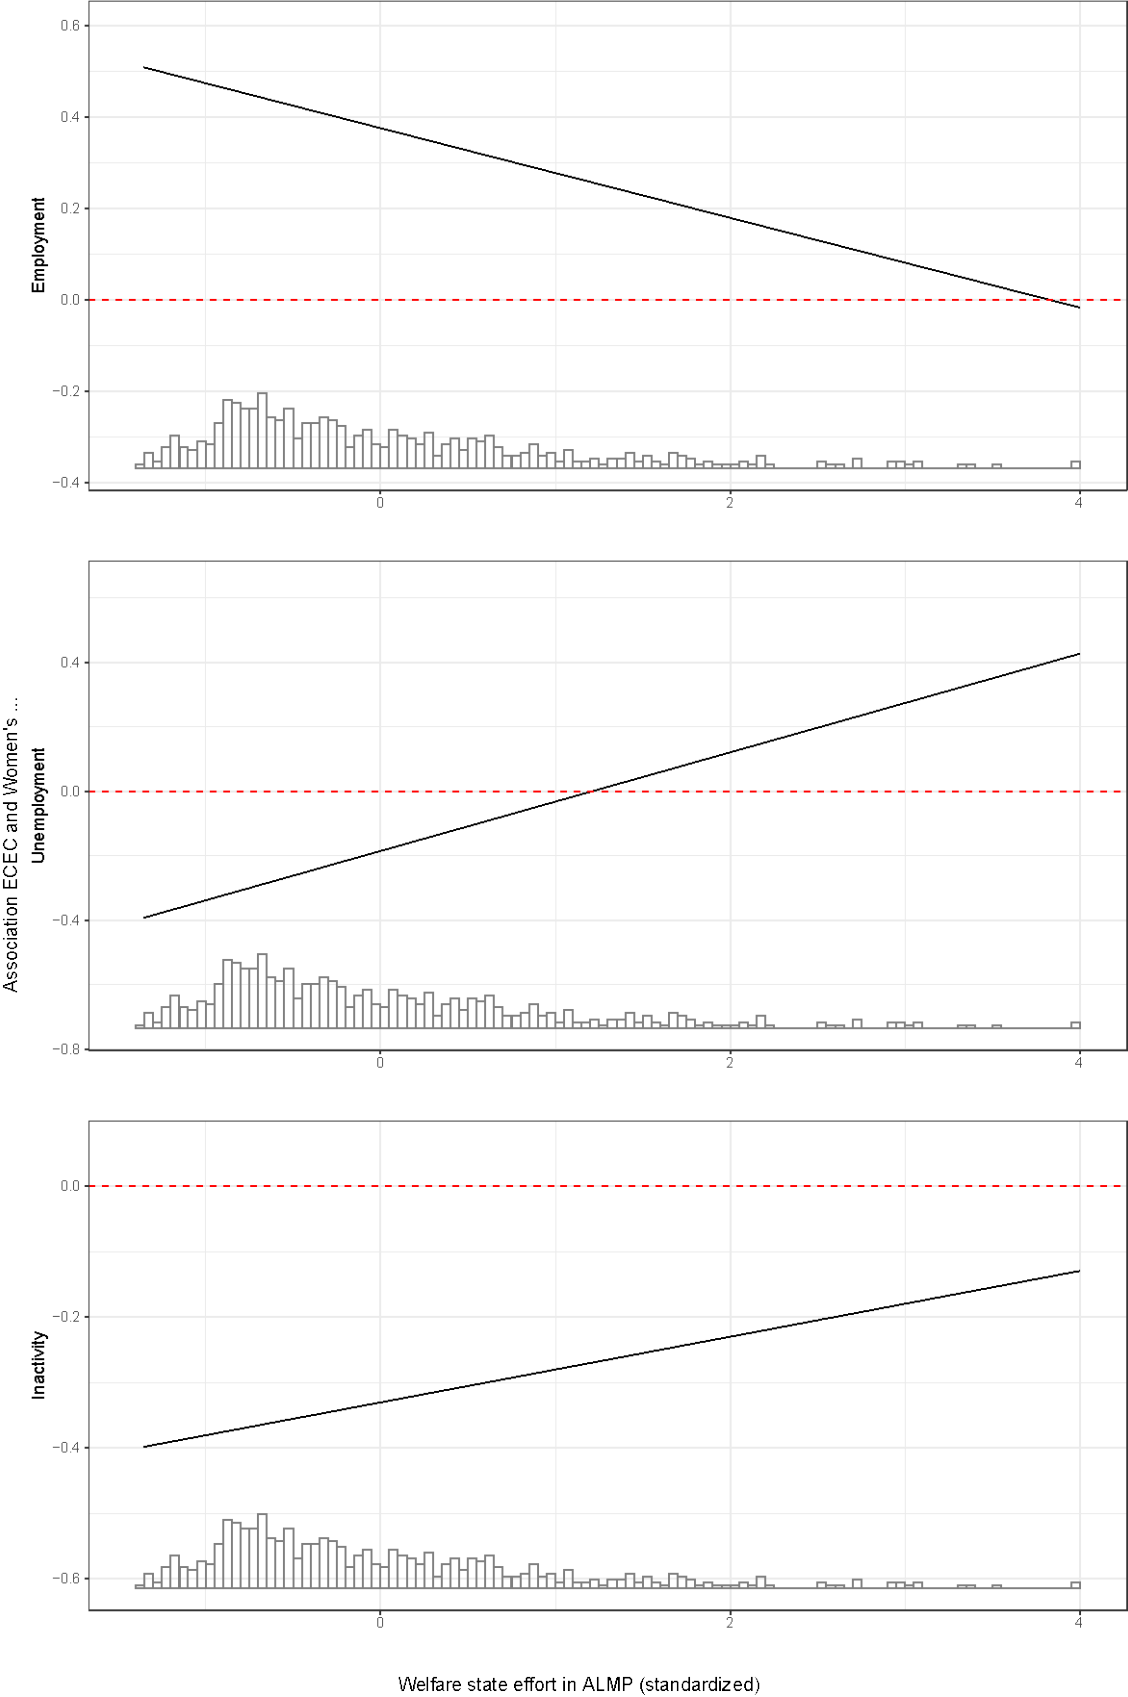 0.6
0.4
0.2
0.0
−0.2
−0.4
Employment
0 2 4
0.4
0.0
−0.4
−0.8
Association ECEC and Women's ...
Unemployment
0 2 4
0.0
−0.2
−0.4
−0.6
Inactivity
0 2 4
Welfare state effort in ALMP (standardized)